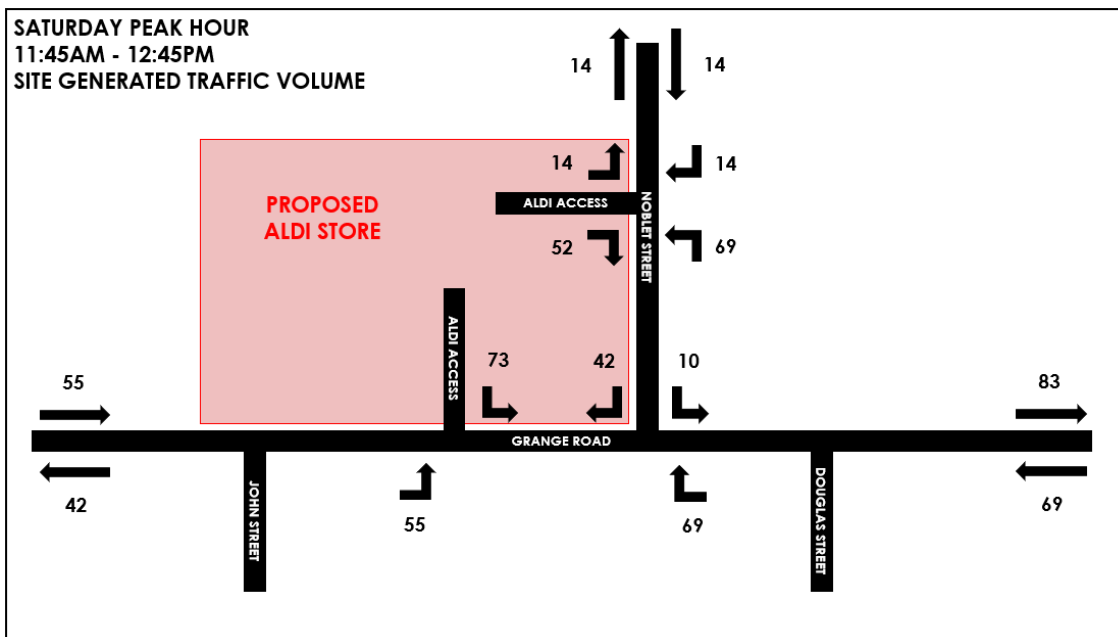 SATURDAY PEAK HOUR
11:45AM - 12:45PM
SITE GENERATED TRAFFIC VOLUME
14
14
14
14
PROPOSED
ALDI STORE
ALDI ACCESS
NOBLET STREET
52
69
ALDI ACCESS
73
42
10
55
83
GRANGE ROAD
42
JOHN STREET
55
69
DOUGLAS STREET
69